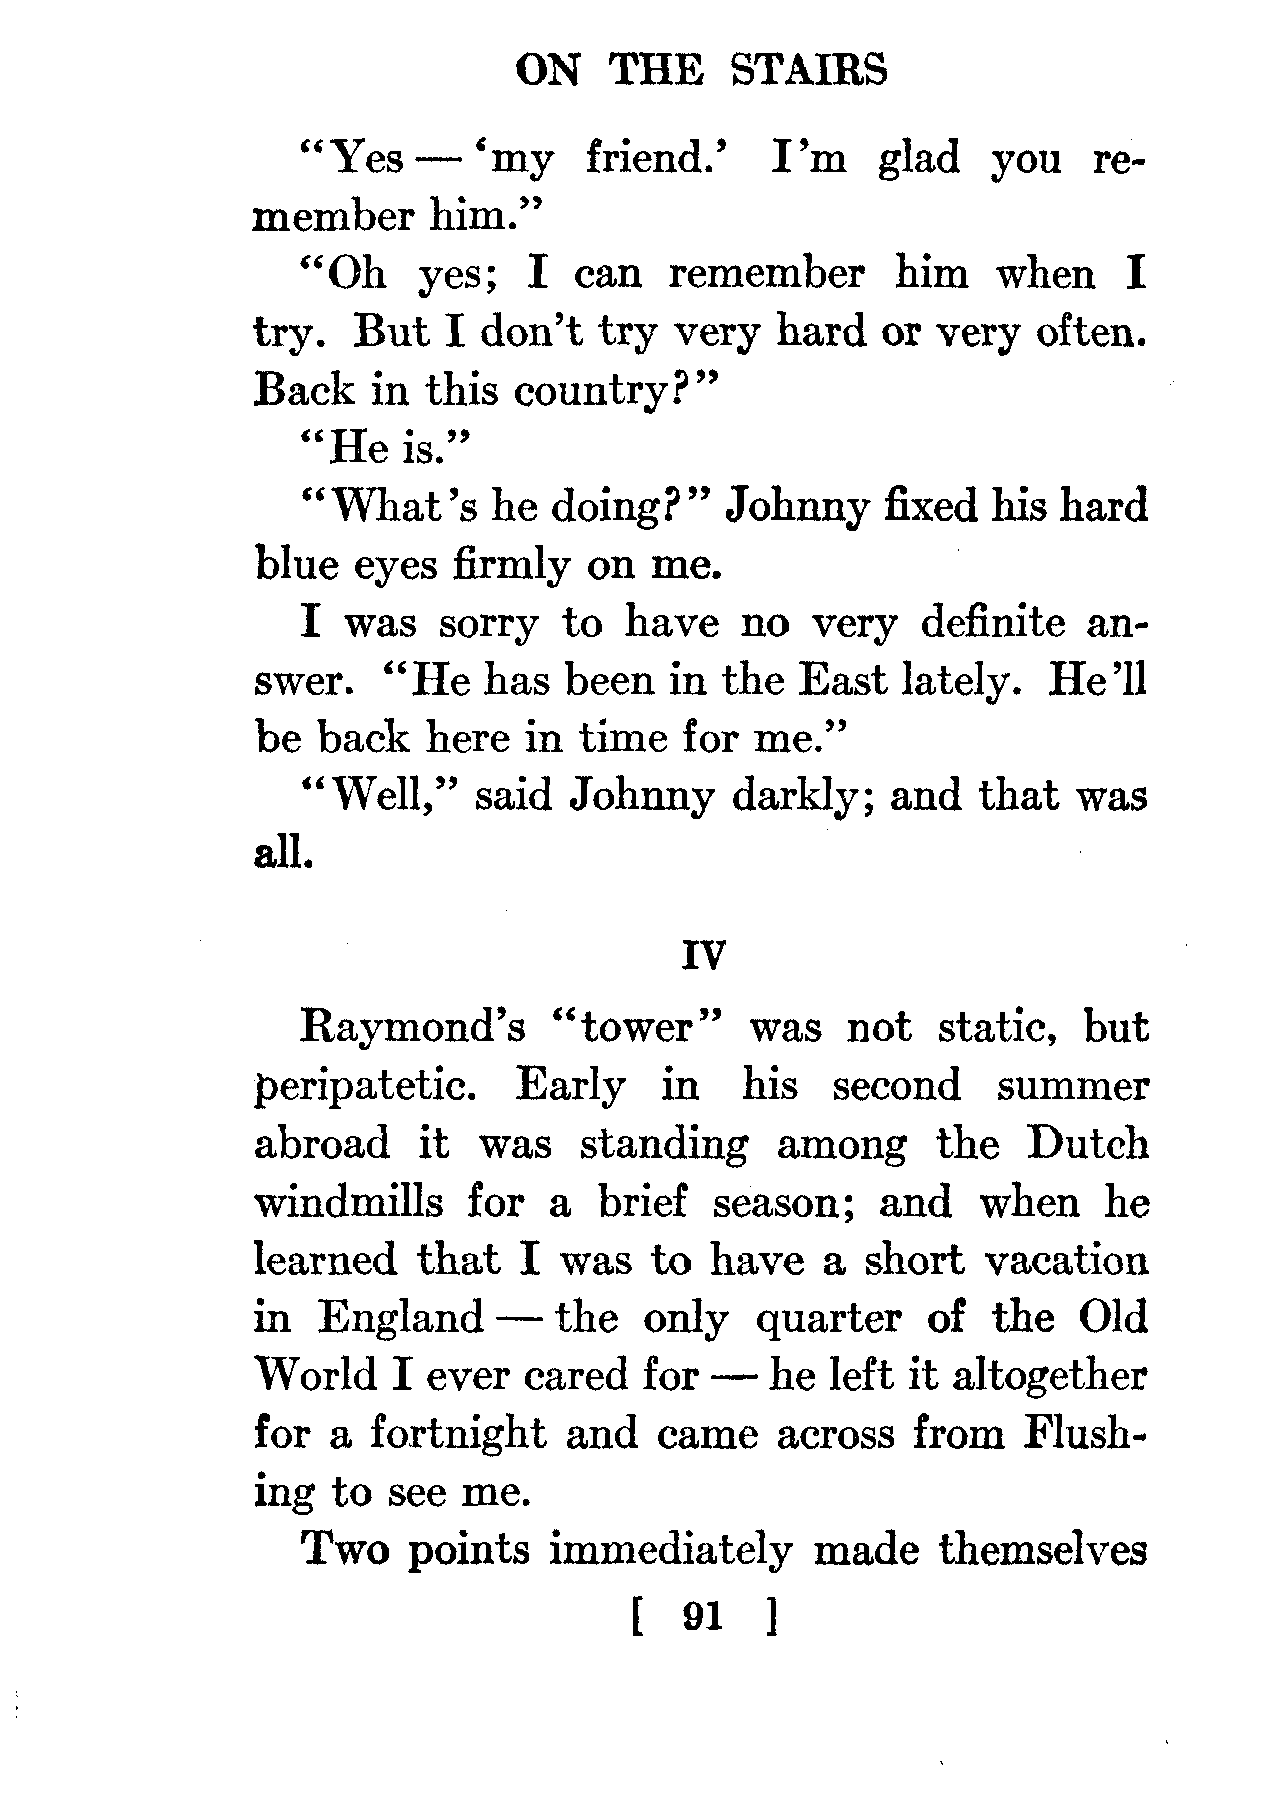 ON THE STAIRS
“Yes — ‘my friend.’ I’m glad you re-
member him.”
“Oh yes; I can remember him when I
try. But I don’t try very hard or very often.
Back in this country?”
“He is.”
“What’s he doing?” Johnny fixed his hard
blue eyes firmly on me.
I was sorry to have no very definite an-
swer. “He has been in the East lately. He’ll
be back here in time for me.”
“Well,” said Johnny darkly; and that was
all.
IV
Raymond’s “tower” was not static, but
peripatetic. Early in his second summer
abroad it was standing among the Dutch
windmills for a brief season; and when he
learned that I was to have a short vacation
in England — the only quarter of the Old
World I ever cared for — he left it altogether
for a fortnight and came across from Flush-
ing to see me.
Two points immediately made themselves
[ 91 ]